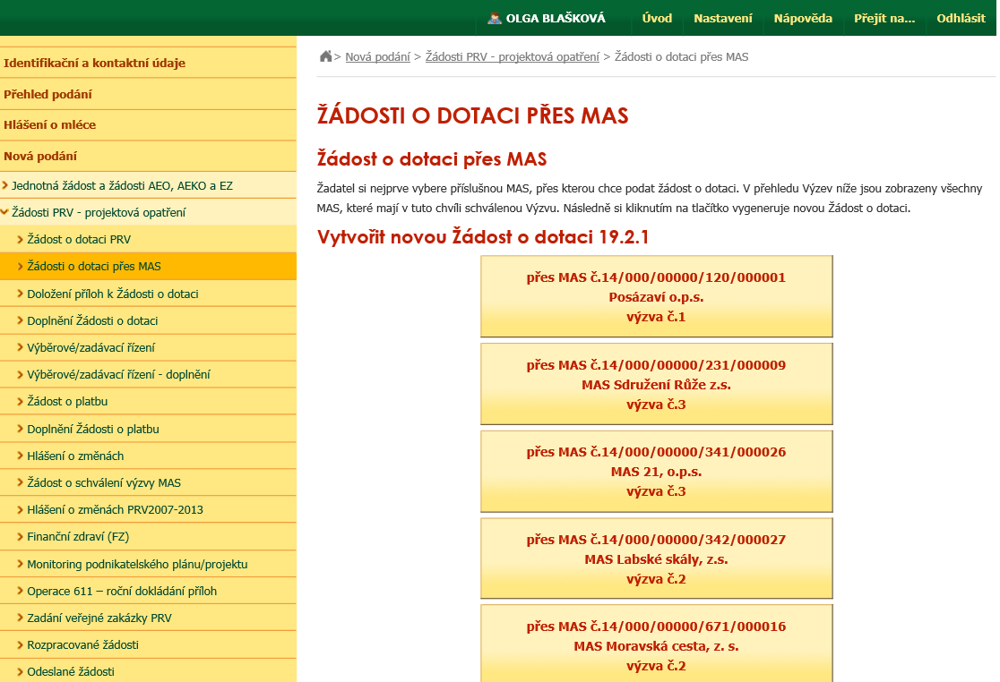 OLGA BLAŠKOVÁ Úvod Nastavení Nápověda Přejít na... Odhlásit
Identifikační a kontaktní údaje
Přehled podání
Hlášení o mléce
Nová podání
Jednotná žádost a žádosti AEO, AEKO a EZ
Žádosti PRV - projektová opatření
Žádost o dotaci PRV
Žádosti o dotaci přes MAS
Doložení příloh k Žádosti o dotaci
Doplnění Žádosti o dotaci
Výběrové/zadávací řízení
Výběrové/zadávací řízení - doplnění
Žádost o platbu
Doplnění Žádosti o platbu
Hlášení o změnách
Žádost o schválení výzvy MAS
Hlášení o změnách PRV2007-2013
Finanční zdraví (FZ)
Monitoring podnikatelského plánu/projektu
Operace 611 – roční dokládání příloh
Zadání veřejné zakázky PRV
Rozpracované žádosti
Odeslané žádosti
> Nová podání > Žádosti PRV - projektová opatření > Žádosti o dotaci přes MAS
ŽÁDOSTI O DOTACI PŘES MAS
Žádost o dotaci přes MAS
Žadatel si nejprve vybere příslušnou MAS, přes kterou chce podat žádost o dotaci. V přehledu Výzev níže jsou zobrazeny všechny
MAS, které mají v tuto chvíli schválenou Výzvu. Následně si kliknutím na tlačítko vygeneruje novou Žádost o dotaci.
Vytvořit novou Žádost o dotaci 19.2.1
přes MAS č.14/000/00000/120/000001
Posázaví o.p.s.
výzva č.1
přes MAS č.14/000/00000/231/000009
MAS Sdružení Růže z.s.
výzva č.3
přes MAS č.14/000/00000/341/000026
MAS 21, o.p.s.
výzva č.3
přes MAS č.14/000/00000/342/000027
MAS Labské skály, z.s.
výzva č.2
přes MAS č.14/000/00000/671/000016
MAS Moravská cesta, z. s.
výzva č.2